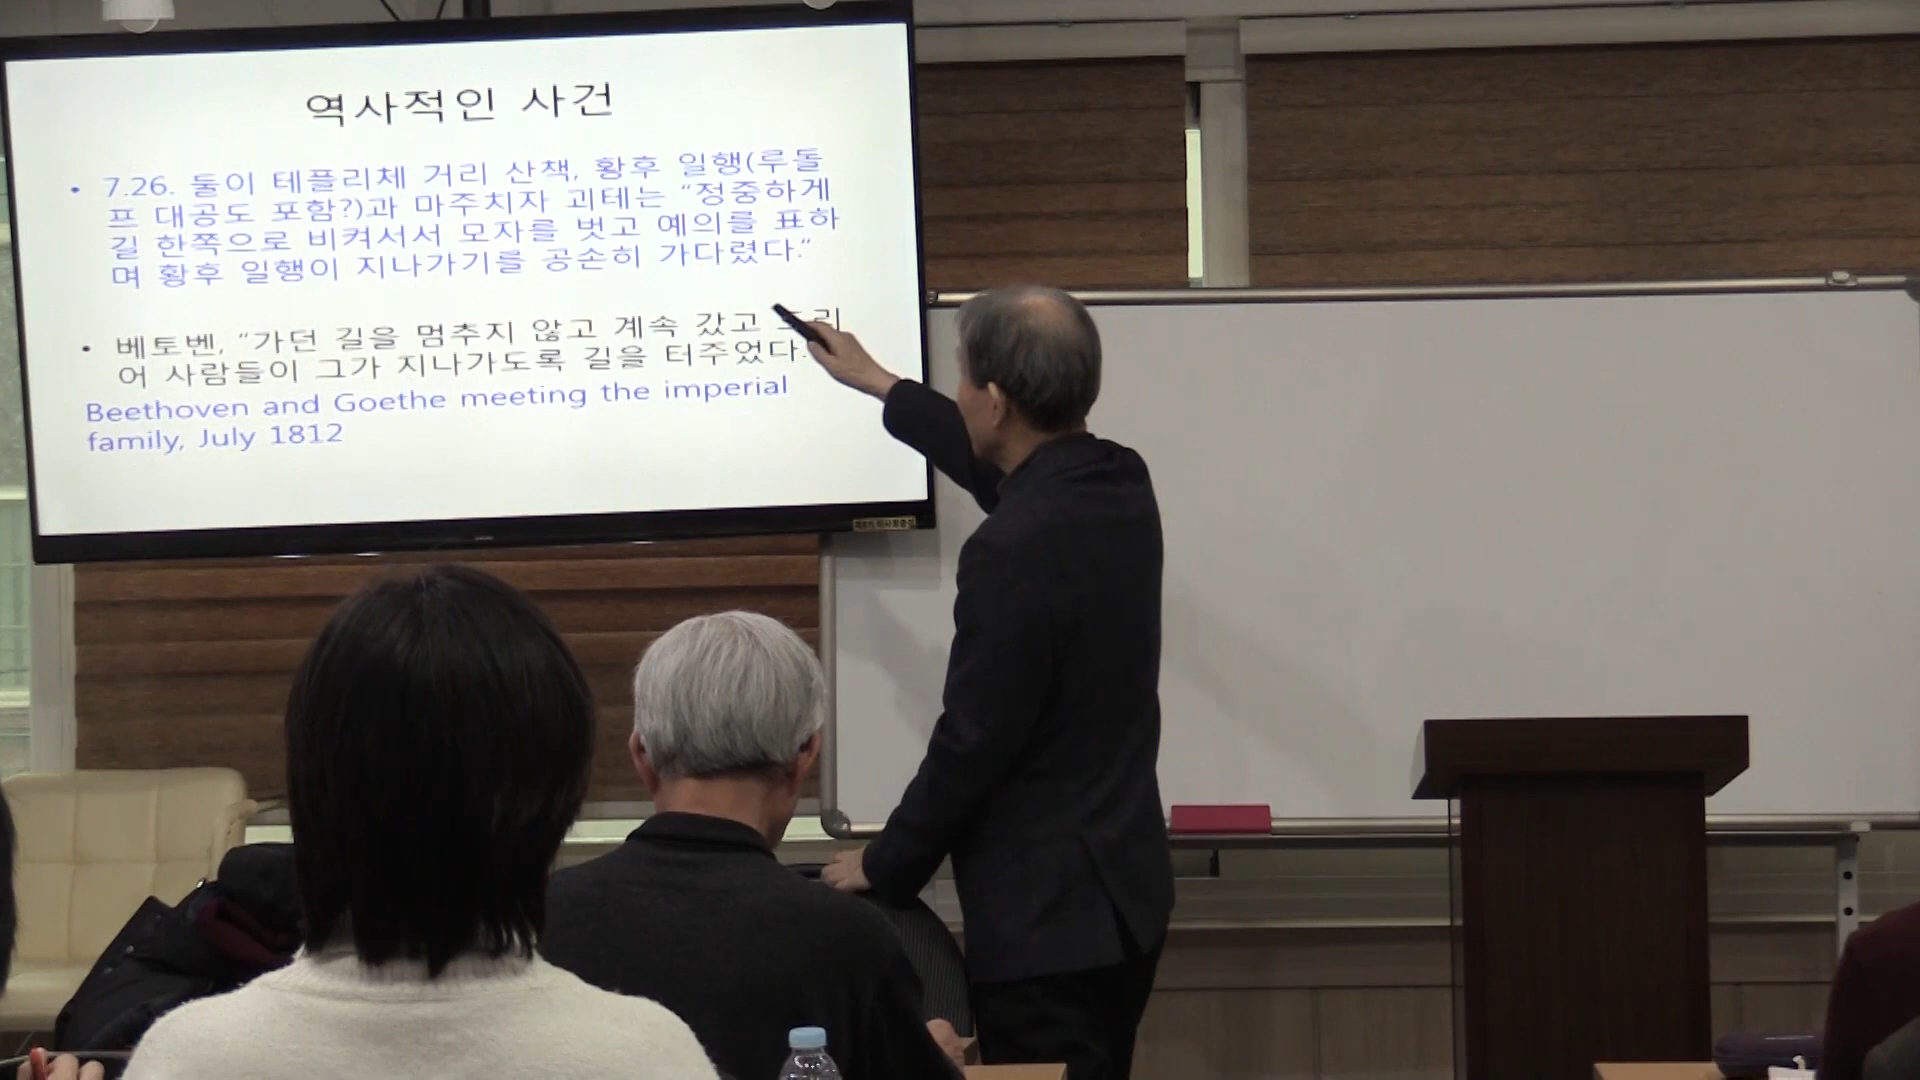 역사적인 사건
• 7.26. 둘이 테플리체 거리 산책, 황후 일행(루돌
프 대공도 포함?)과 마주치자 괴테는 “정중하게
길 한쪽으로 비켜서서 모자를 벗고 예의를 표하
며 황후 일행이 지나가기를 공손히 가다렸다.”
• 베토벤, “가던 길을 멈추지 않고 계속 갔고
어 사람들이 그가 지나가도록 길을 터주었다.
Beethoven and Goethe meeting the imperial
family, July 1812